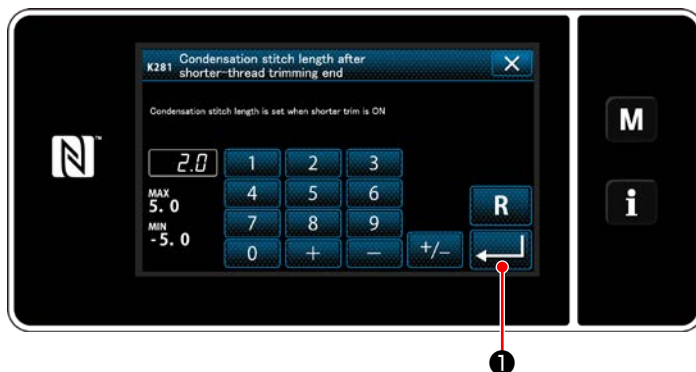 K281 Condensation stitch length after
shorter-thread trimming end
X
Condensation stitch length is set when shorter trim is ON
2.0
1 2 3
MAX
5. 0
4 5 6
R
MIN
-5. 0
7 8 9
0 + − +/−
N
™
M
i
1